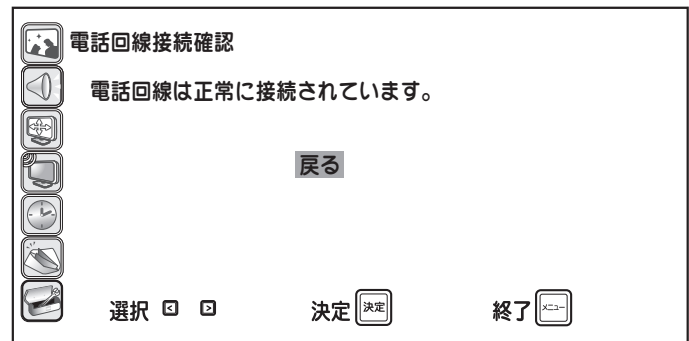 電話回線接続確認
電話回線は正常に接続されています。
戻る
選択 決定 決定 終了 メニュー